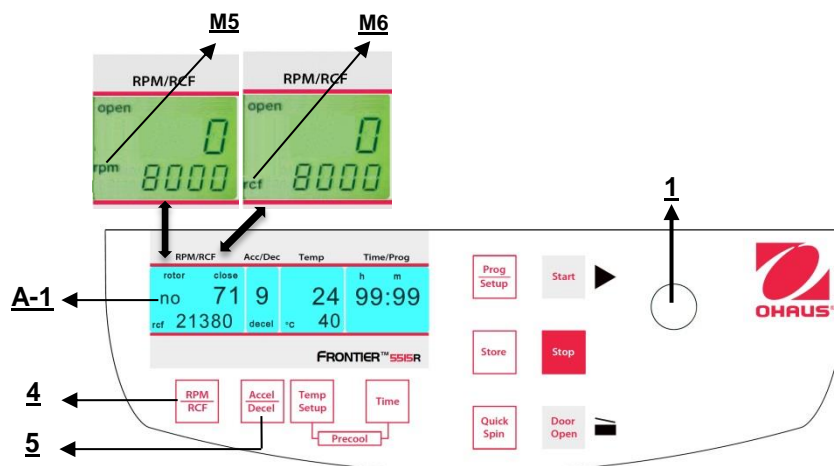 M5 M6
RPM/RCF RPM/RCF
open open
0 0
rpm 8000 rcf 8000
1
RPM/RCF Acc/Dec Temp Time/Prog
rotor close h m
no 71 9 24 99:99
rcf 21380 decel °C 40
A-1
FRONTIER™ 5515R
4
RPM
RCF
Accel
Decel
Temp
Setup
Time
Precool
5
Prog
Setup
Start
Store
Stop
Quick
Spin
Door
Open
OHAUS®